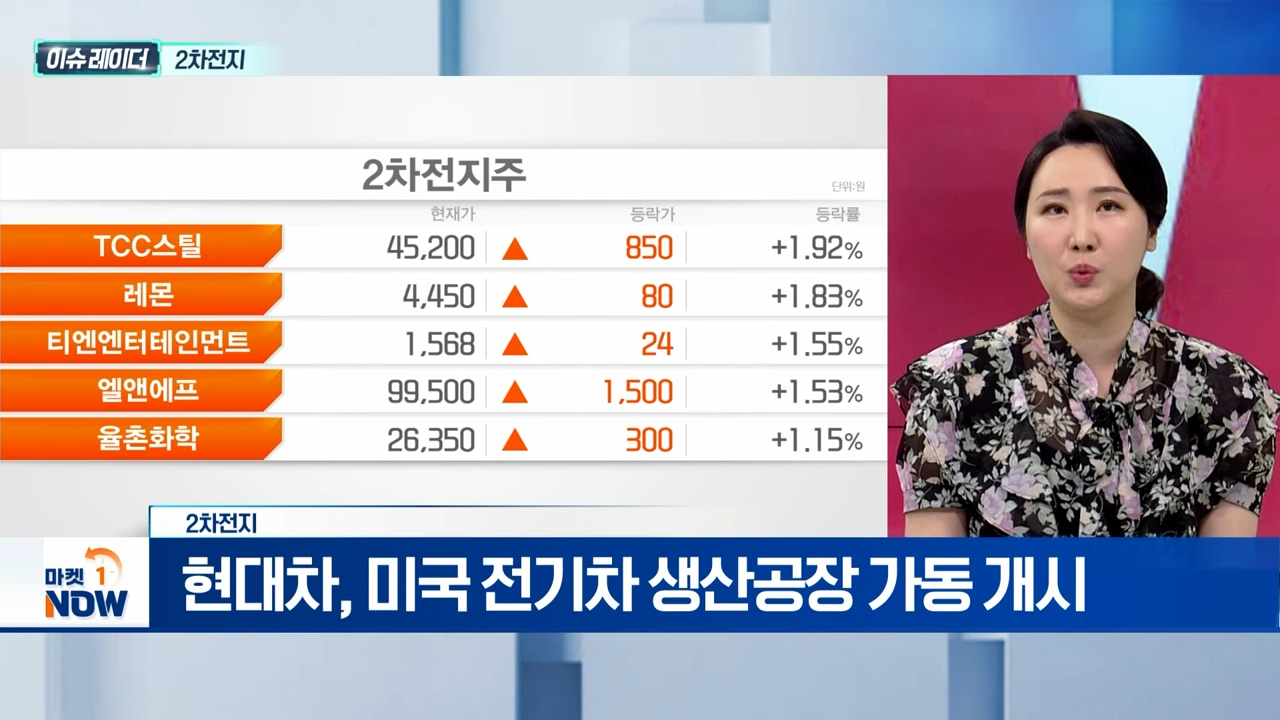 이슈레이더 2차전지
2차전지주
단위:원
현재가 등락가 등락률
TCC스틸 45,200 ▲ 850 +1.92%
레몬 4,450 ▲ 80 +1.83%
티엔엔터테인먼트 1,568 ▲ 24 +1.55%
엘앤에프 99,500 ▲ 1,500 +1.53%
율촌화학 26,350 ▲ 300 +1.15%
2차전지
마켓 1
NOW
현대차, 미국 전기차 생산공장 가동 개시